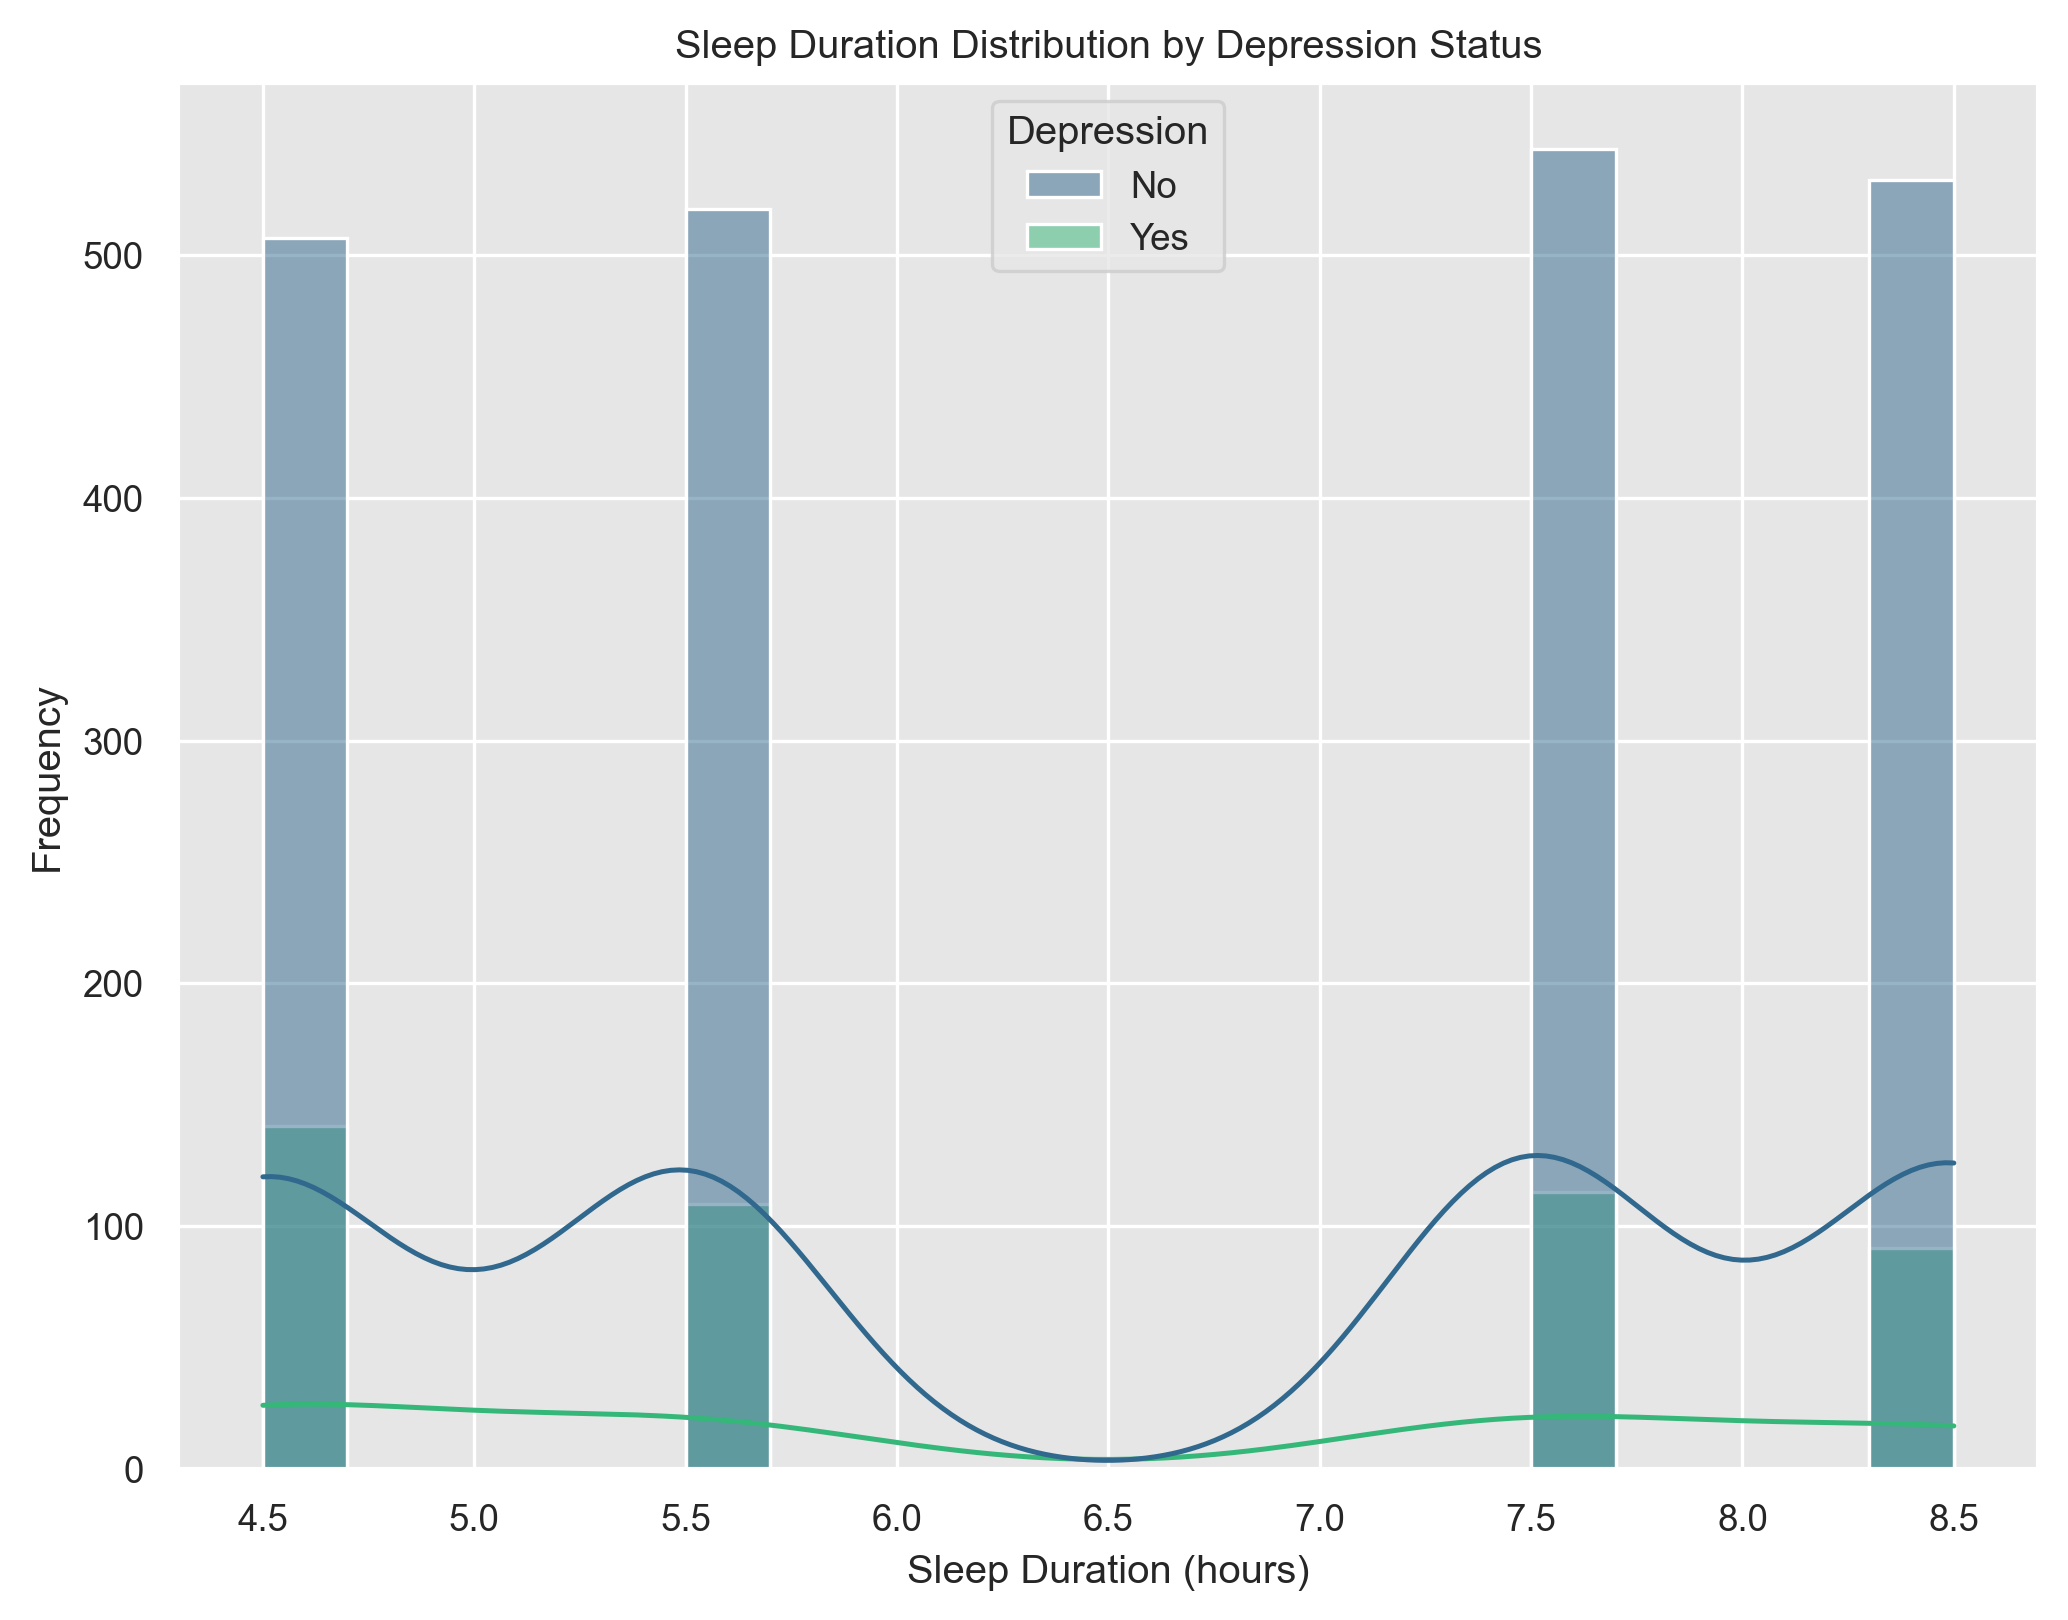 Sleep Duration Distribution by Depression Status
Depression
No
Yes
500
400
300
200
100
0
Frequency
4.5 5.0 5.5 6.0 6.5 7.0 7.5 8.0 8.5
Sleep Duration (hours)